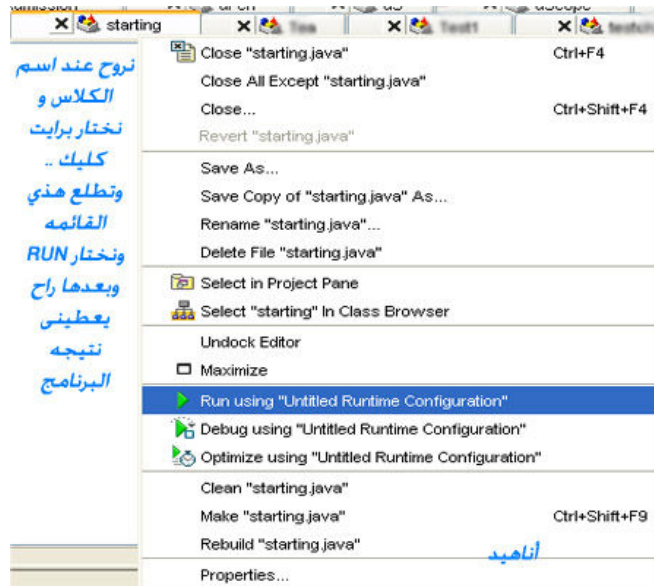 starting
Test1
نروح عند اسم
الكلاس و
نختار برايت
كليك ..
وتطلع هذي
القائمه
ونختار RUN
وبعدها راح
يعطيني
نتيجه
البرنامج
Close "starting.java" Ctrl+F4
Close All Except "starting.java"
Close... Ctrl+Shift+F4
Revert "starting.java"
Save As...
Save Copy of "starting.java" As...
Rename "starting.java"...
Delete File "starting.java"
Select in Project Pane
Select "starting" In Class Browser
Undock Editor
Maximize
Run using "Untitled Runtime Configuration"
Debug using "Untitled Runtime Configuration"
Optimize using "Untitled Runtime Configuration"
Clean "starting.java"
Make "starting.java" Ctrl+Shift+F9
Rebuild "starting.java"
أناهيد
Properties...